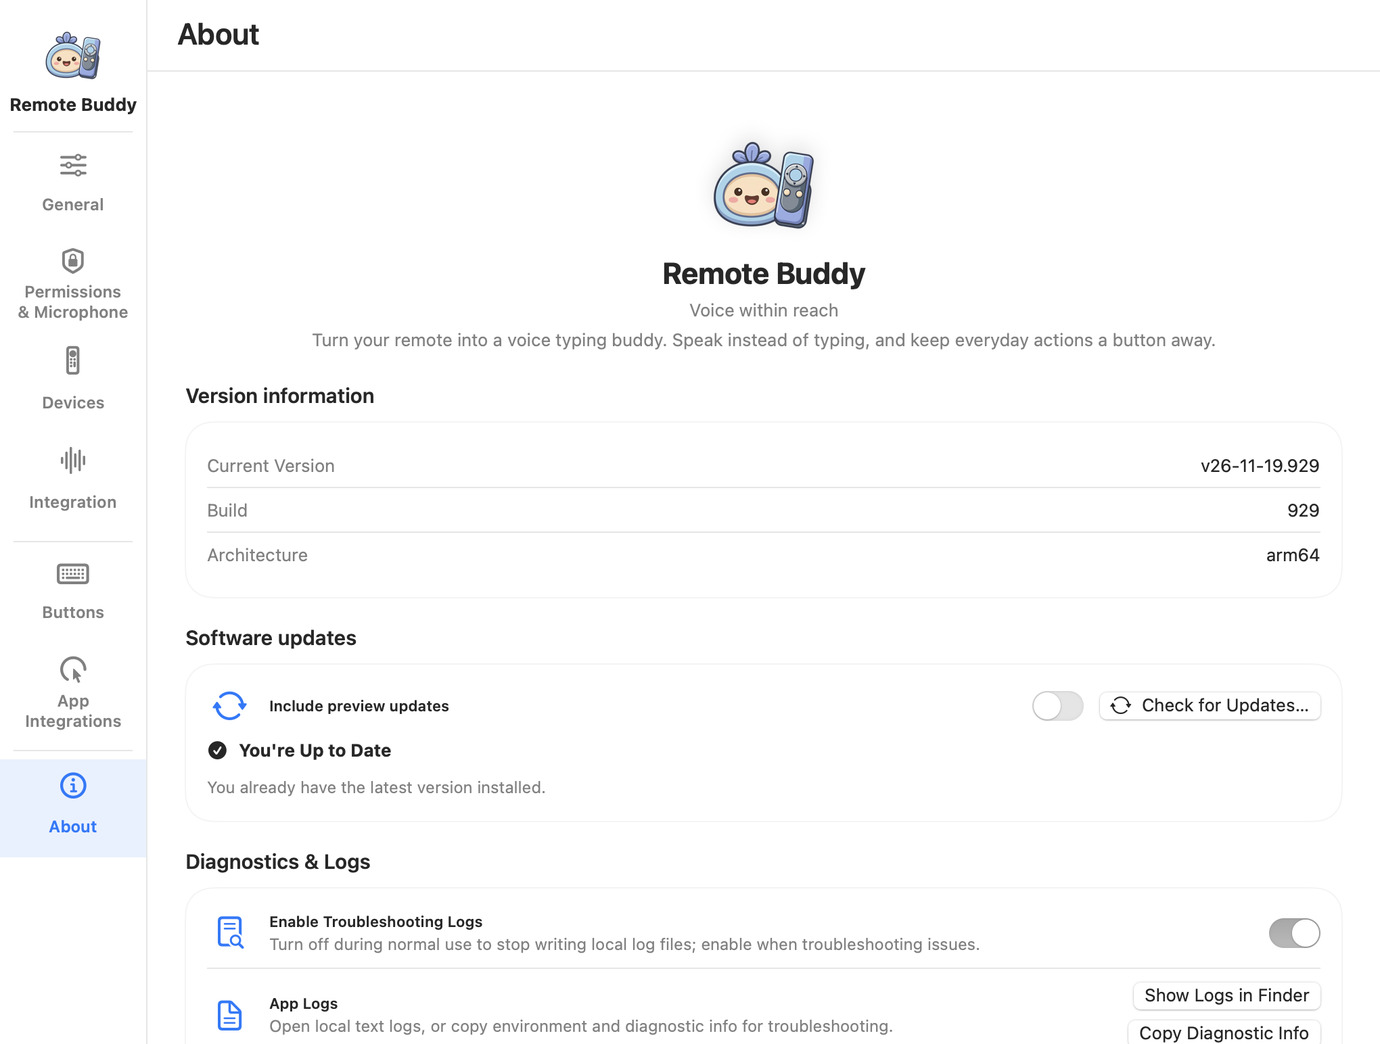 Remote Buddy
General
Permissions
& Microphone
Devices
Integration
Buttons
App
Integrations
About
About
Remote Buddy
Voice within reach
Turn your remote into a voice typing buddy. Speak instead of typing, and keep everyday actions a button away.
Version information
Current Version v26-11-19.929
Build 929
Architecture arm64
Software updates
Include preview updates Check for Updates...
You're Up to Date
You already have the latest version installed.
Diagnostics & Logs
Enable Troubleshooting Logs
Turn off during normal use to stop writing local log files; enable when troubleshooting issues.
App Logs
Open local text logs, or copy environment and diagnostic info for troubleshooting.
Show Logs in Finder
Copy Diagnostic Info